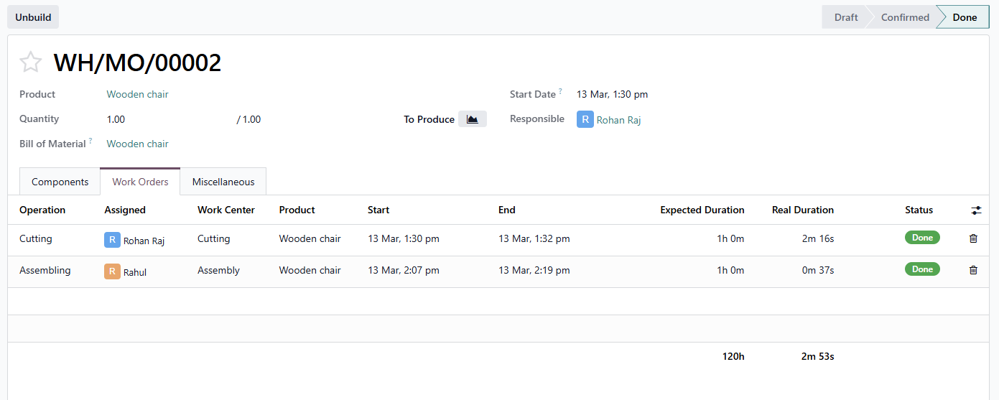 Unbuild
Draft Confirmed Done
WH/MO/00002
Product Wooden chair Start Date ? 13 Mar, 1:30 pm
Quantity 1.00 / 1.00 To Produce Responsible R Rohan Raj
Bill of Material ? Wooden chair
Components Work Orders Miscellaneous
Operation Assigned Work Center Product Start End Expected Duration Real Duration Status
Cutting R Rohan Raj Cutting Wooden chair 13 Mar, 1:30 pm 13 Mar, 1:32 pm 1h 0m 2m 16s Done
Assembling R Rahul Assembly Wooden chair 13 Mar, 2:07 pm 13 Mar, 2:19 pm 1h 0m 0m 37s Done
120h 2m 53s